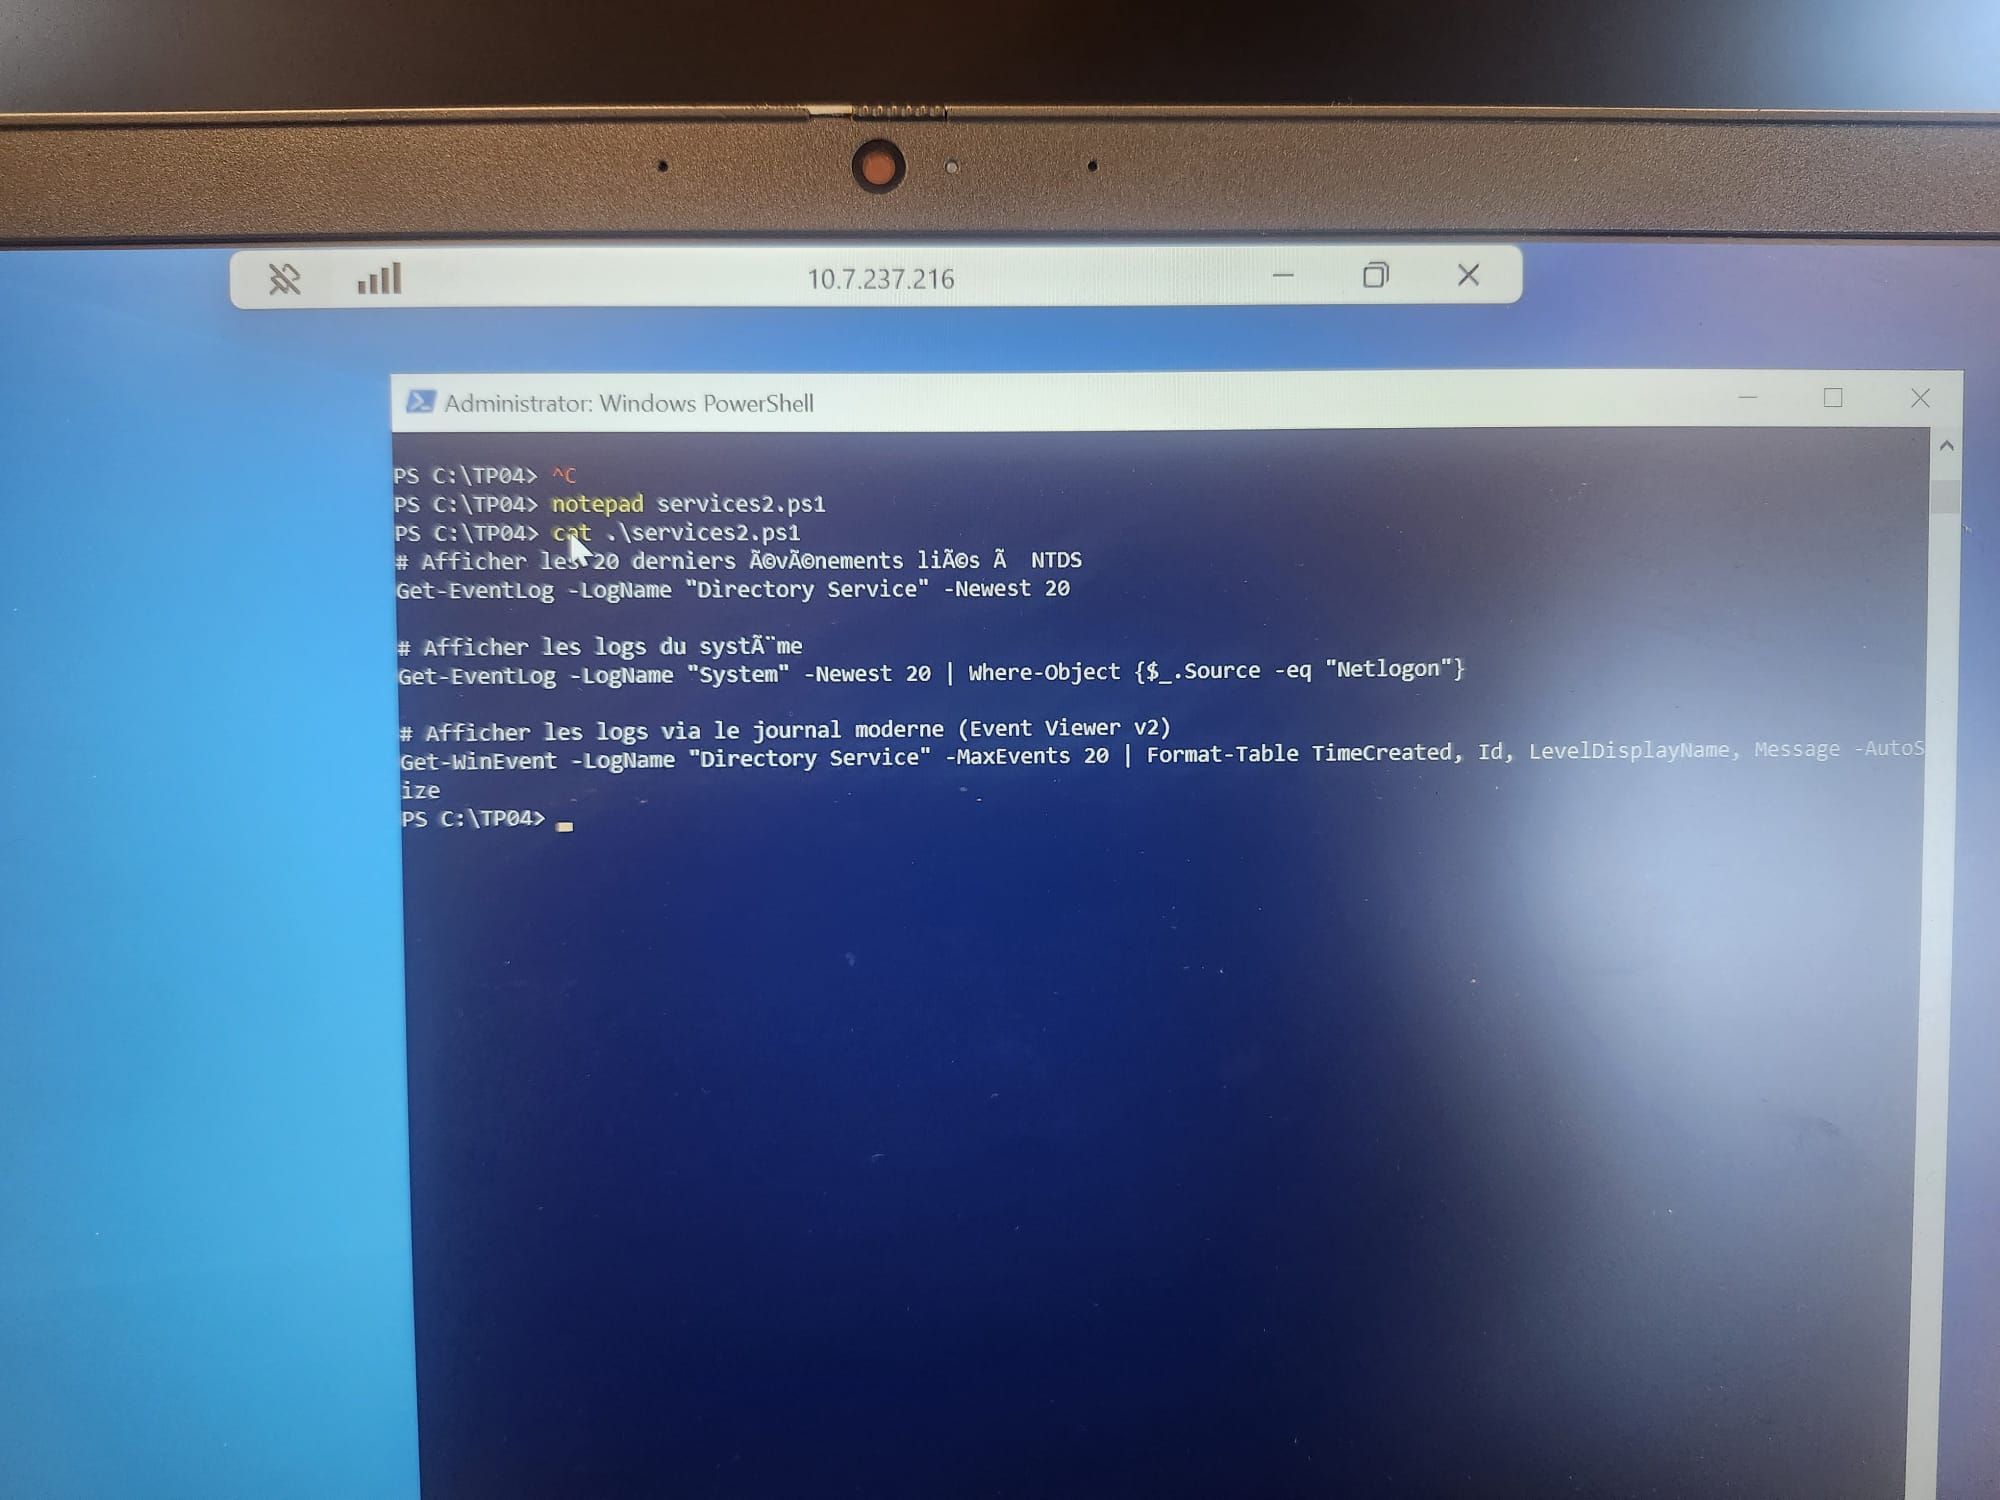 10.7.237.216
Administrator: Windows PowerShell
PS C:\TP04> ^C
PS C:\TP04> notepad services2.ps1
PS C:\TP04> cat .\services2.ps1
# Afficher les 20 derniers Ã©vÃ©nements liÃ©s Ã  NTDS
Get-EventLog -LogName "Directory Service" -Newest 20
# Afficher les logs du systÃ¨me
Get-EventLog -LogName "System" -Newest 20 | Where-Object {$_.Source -eq "Netlogon"}
# Afficher les logs via le journal moderne (Event Viewer v2)
Get-WinEvent -LogName "Directory Service" -MaxEvents 20 | Format-Table TimeCreated, Id, LevelDisplayName, Message -AutoS
ize
PS C:\TP04>